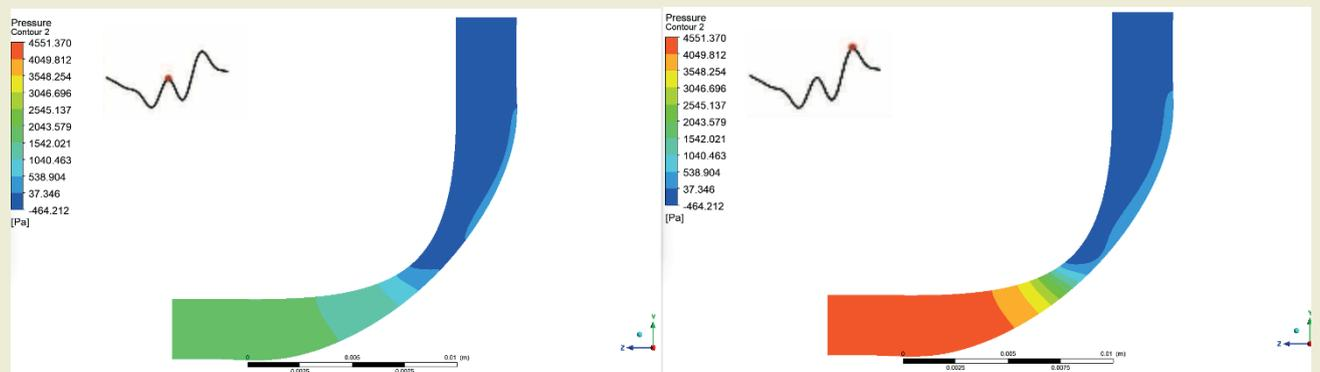 Pressure
Contour 2
4551.370
4049.812
3548.254
3046.696
2545.137
2043.579
1542.021
1040.463
538.904
37.346
-464.212
[Pa]
0 0.005 0.01 (m)
0.0025 0.0075
Y
Z
Pressure
Contour 2
4551.370
4049.812
3548.254
3046.696
2545.137
2043.579
1542.021
1040.463
538.904
37.346
-464.212
[Pa]
0 0.005 0.01 (m)
0.0025 0.0075
Y
Z